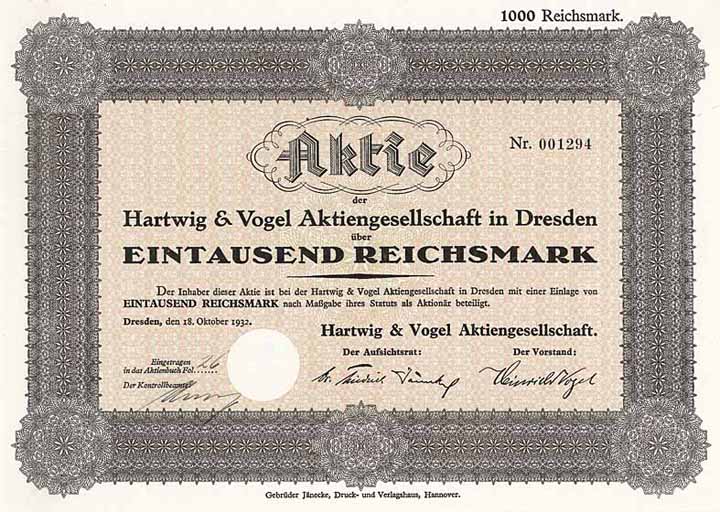 1000 Reichsmark.
Aktie
Nr. 001294
der
Hartwig & Vogel Aktiengesellschaft in Dresden
über
EINTAUSEND REICHSMARK
Der Inhaber dieser Aktie ist bei der Hartwig & Vogel Aktiengesellschaft in Dresden mit einer Einlage von
EINTAUSEND REICHSMARK nach Maßgabe ihres Statuts als Aktionär beteiligt.
Dresden, den 18. Oktober 1932.
Hartwig & Vogel Aktiengesellschaft.
Der Aufsichtsrat:
Der Vorstand:
Eingetragen
in das Aktienbuch Fol. 26
Der Kontrollbeamte
Heinrich Vogel
Gebrüder Jänecke, Druck- und Verlagshaus, Hannover.